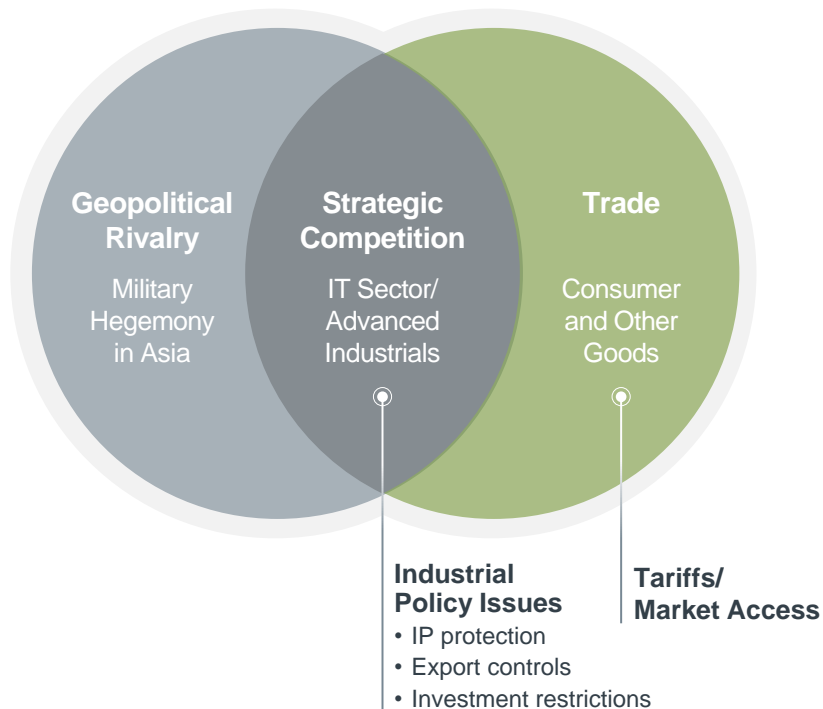 Geopolitical
Rivalry
Military
Hegemony
in Asia
Strategic
Competition
IT Sector/
Advanced
Industrials
Trade
Consumer
and Other
Goods
Industrial
Policy Issues
• IP protection
• Export controls
• Investment restrictions
Tariffs/
Market Access